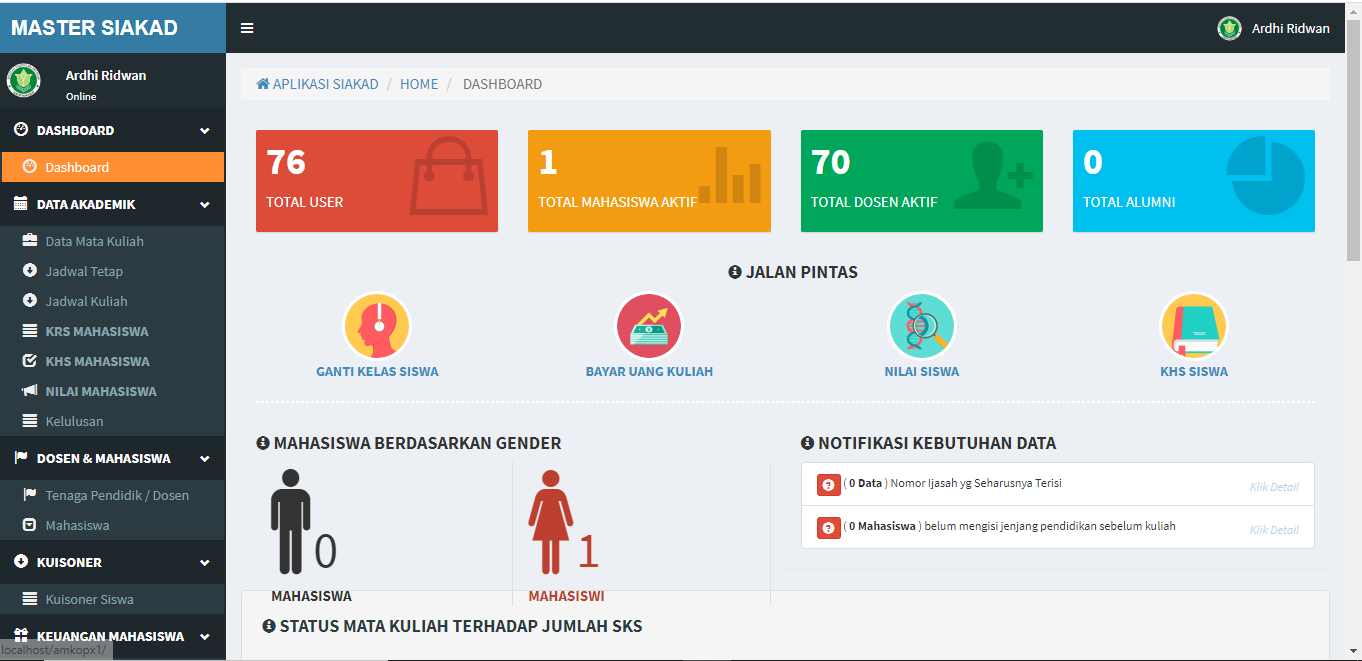 MASTER SIAKAD
Ardhi Ridwan
Ardhi Ridwan
Online
DASHBOARD
Dashboard
DATA AKADEMIK
Data Mata Kuliah
Jadwal Tetap
Jadwal Kuliah
KRS MAHASISWA
KHS MAHASISWA
NILAI MAHASISWA
Kelulusan
DOSEN & MAHASISWA
Tenaga Pendidik / Dosen
Mahasiswa
KUISONER
Kuisoner Siswa
KEUANGAN MAHASISWA
localhost/amkopx1/
APLIKASI SIAKAD / HOME / DASHBOARD
76
TOTAL USER
1
TOTAL MAHASISWA AKTIF
70
TOTAL DOSEN AKTIF
0
TOTAL ALUMNI
JALAN PINTAS
GANTI KELAS SISWA
BAYAR UANG KULIAH
NILAI SISWA
KHS SISWA
MAHASISWA BERDASARKAN GENDER
0
MAHASISWA
1
MAHASISWI
NOTIFIKASI KEBUTUHAN DATA
( 0 Data ) Nomor Ijasah yg Seharusnya Terisi
Klik Detail
( 0 Mahasiswa ) belum mengisi jenjang pendidikan sebelum kuliah
Klik Detail
STATUS MATA KULIAH TERHADAP JUMLAH SKS